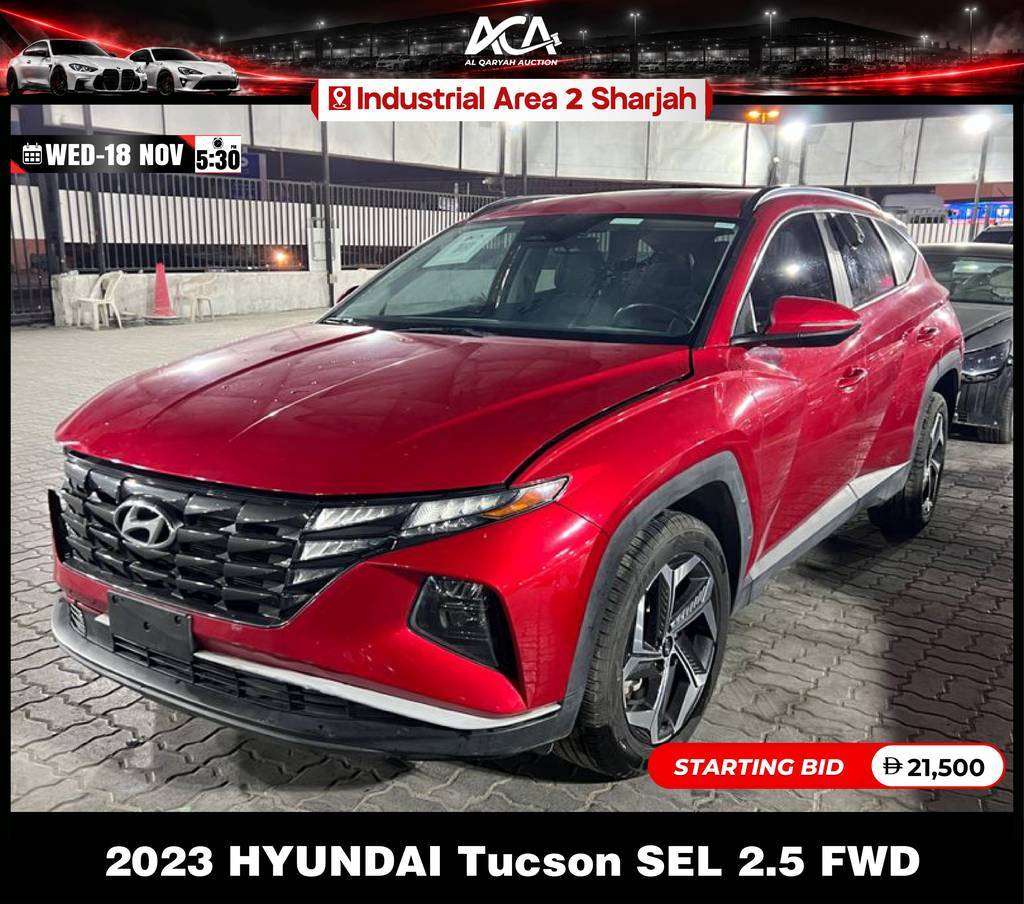 ACA
AL QARYAH AUCTION
Industrial Area 2 Sharjah
WED-18 NOV 5:30 PM
STARTING BID 21,500
2023 HYUNDAI Tucson SEL 2.5 FWD